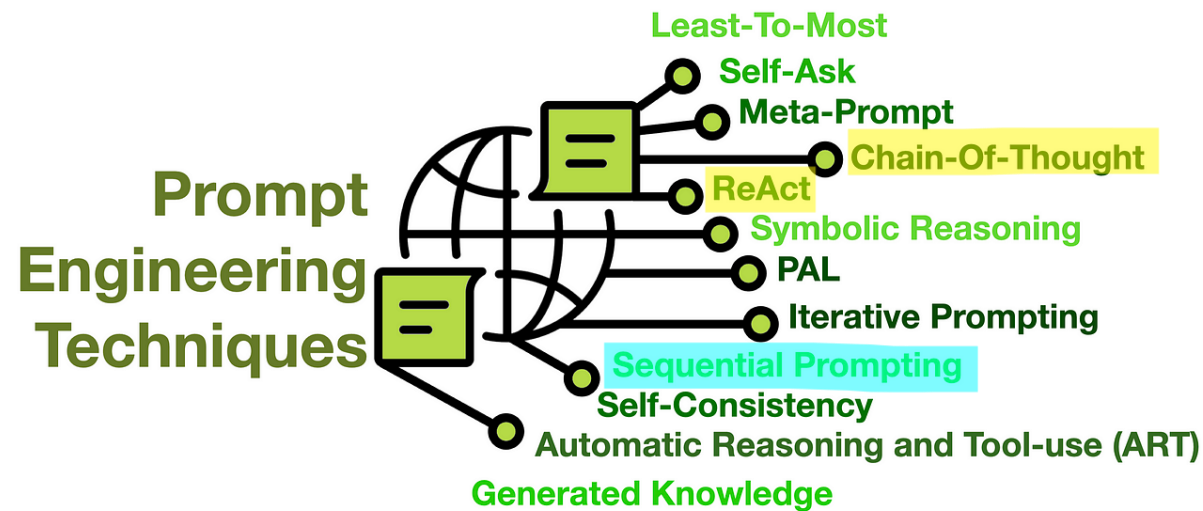 Prompt
Engineering
Techniques
Least-To-Most
Self-Ask
Meta-Prompt
Chain-Of-Thought
ReAct
Symbolic Reasoning
PAL
Iterative Prompting
Sequential Prompting
Self-Consistency
Automatic Reasoning and Tool-use (ART)
Generated Knowledge